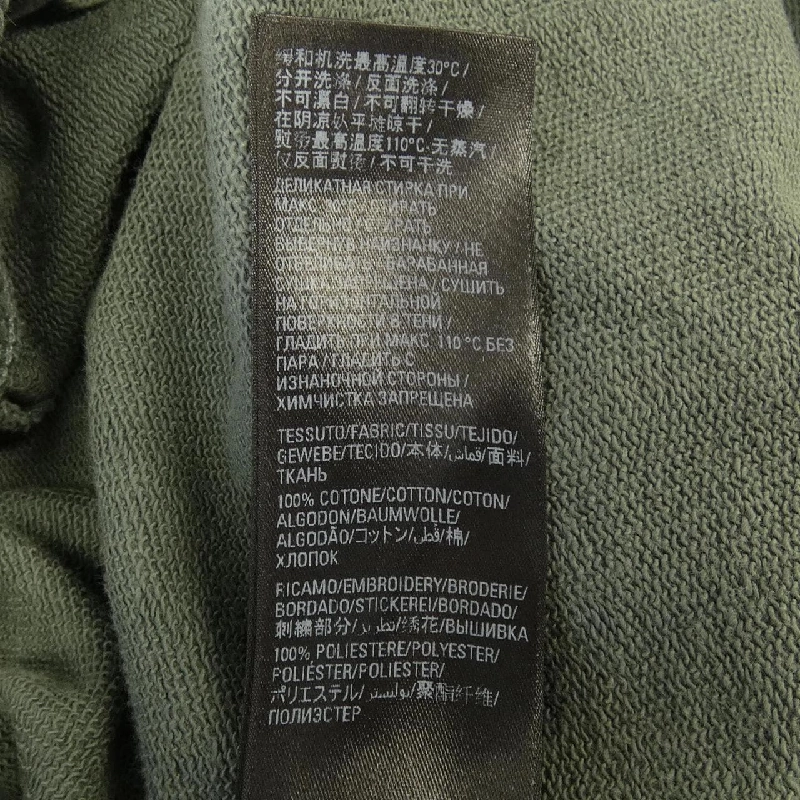 和机洗最高温度30°C/
分开洗涤/反面洗涤/
不可漂白/不可翻转干燥/
在阴凉处平摊晾干/
熨烫最高温度110°C·无蒸汽/
仅反面熨烫/不可干洗
ДЕЛИКАТНАЯ СТИРКА ПРИ
МАКС
ОТДЕЛЬНО
НАИЗНАНКУ / НЕ
БАРАБАННАЯ
СУШКА ЗАПРЕЩЕНА / СУШИТЬ
НА
ПОВЕРХНОСТИ В ТЕНИ /
ГЛАДИТЬ ПРИ МАКС. 110 °C,БЕЗ
ПАРА / ГЛАДИТЬ С
ИЗНАНОЧНОЙ СТОРОНЫ /
ХИМЧИСТКА ЗАПРЕЩЕНА
TESSUTO/FABRIC/TISSU/TEJIDO/
GEWEBE/TECIDO/本体/قماش/面料/
ТКАНЬ
100% COTONE/COTTON/COTON/
ALGODON/BAUMWOLLE/
ALGODÃO/コットン/قطن/棉/
ХЛОПОК
RICAMO/EMBROIDERY/BRODERIE/
BORDADO/STICKEREI/BORDADO/
刺繍部分/تطريز/绣花/ВЫШИВКА
100% POLIESTERE/POLYESTER/
POLIÉSTER/POLIESTER/
ポリエステル/بوليستر/聚酯纤维/
ПОЛИЭСТЕР